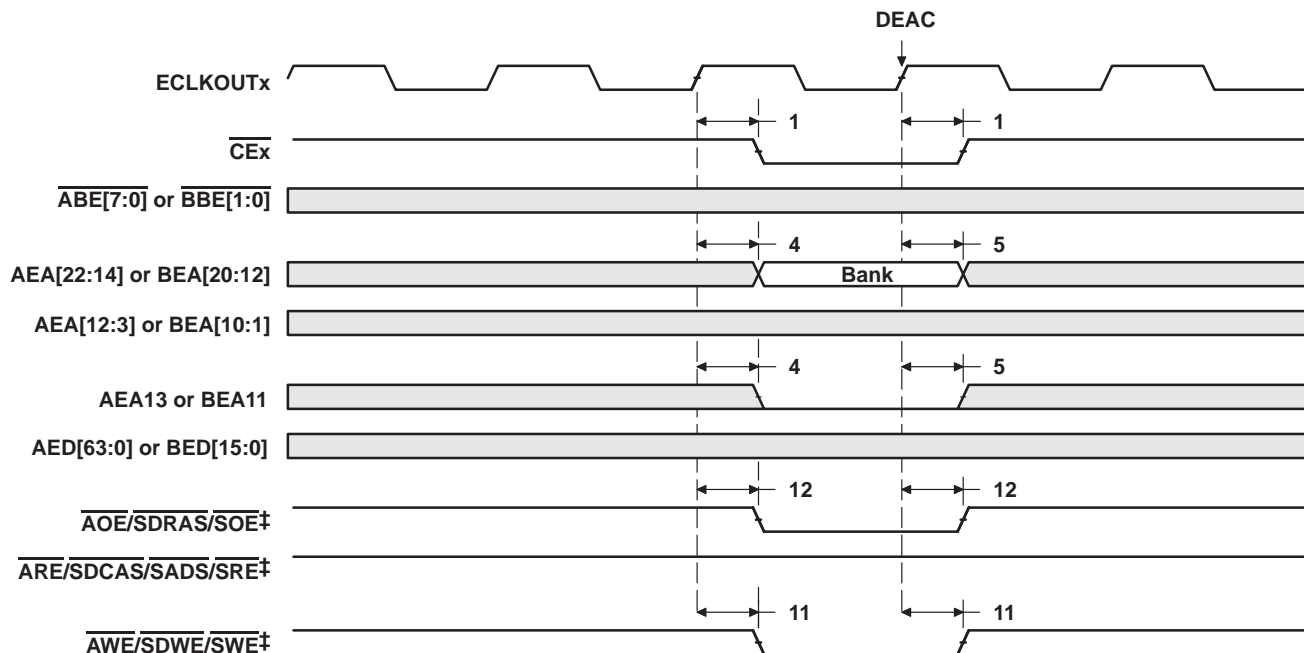 DEAC
ECLKOUTx
1 1
CEx
ABE[7:0] or BBE[1:0]
4 5
AEA[22:14] or BEA[20:12] Bank
AEA[12:3] or BEA[10:1]
4 5
AEA13 or BEA11
AED[63:0] or BED[15:0]
12 12
AOE/SDRAS/SOE‡
ARE/SDCAS/SADS/SRE‡
11 11
AWE/SDWE/SWE‡